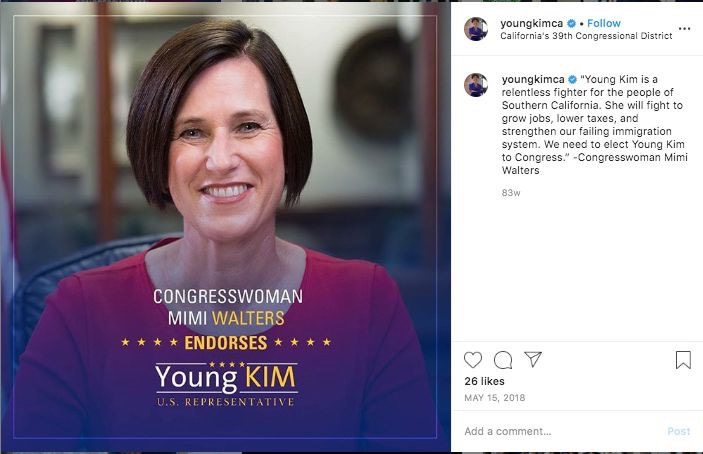 CONGRESSWOMAN
MIMI WALTERS
★ ★ ★ ★ ENDORSES ★ ★ ★ ★
Young KIM
U.S. REPRESENTATIVE
youngkimca • Follow
California's 39th Congressional District
youngkimca "Young Kim is a
relentless fighter for the people of
Southern California. She will fight to
grow jobs, lower taxes, and
strengthen our failing immigration
system. We need to elect Young Kim
to Congress." -Congresswoman Mimi
Walters
83w
26 likes
MAY 15, 2018
Add a comment...
Post